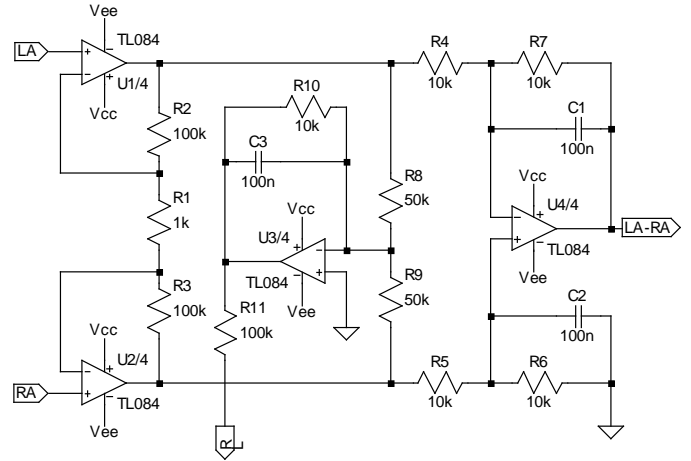 Vee
LA
TL084
+
−
−
+
U1/4
Vcc
R2
100k
R1
1k
R3
100k
Vcc
U2/4
−
+
+
−
RA
TL084
Vee
R10
10k
C3
100n
Vcc
U3/4
+
−
−
+
TL084
Vee
R11
100k
RL
R8
50k
R9
50k
R4
10k
R7
10k
C1
100n
Vcc
U4/4
−
+
+
−
LA-RA
TL084
Vee
C2
100n
R5
10k
R6
10k